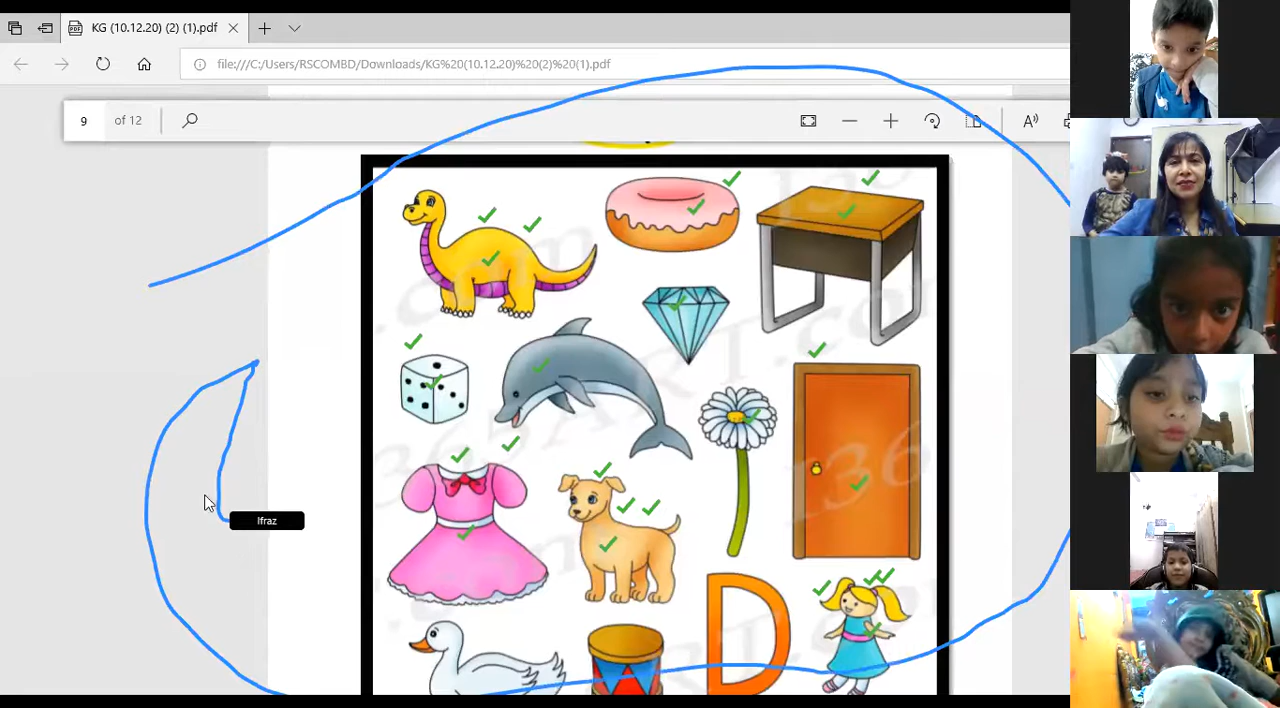 KG (10.12.20) (2) (1).pdf
file:///C:/Users/RSCOMBD/Downloads/KG%20(10.12.20)%20(2)%20(1).pdf
9 of 12
D
Ifraz